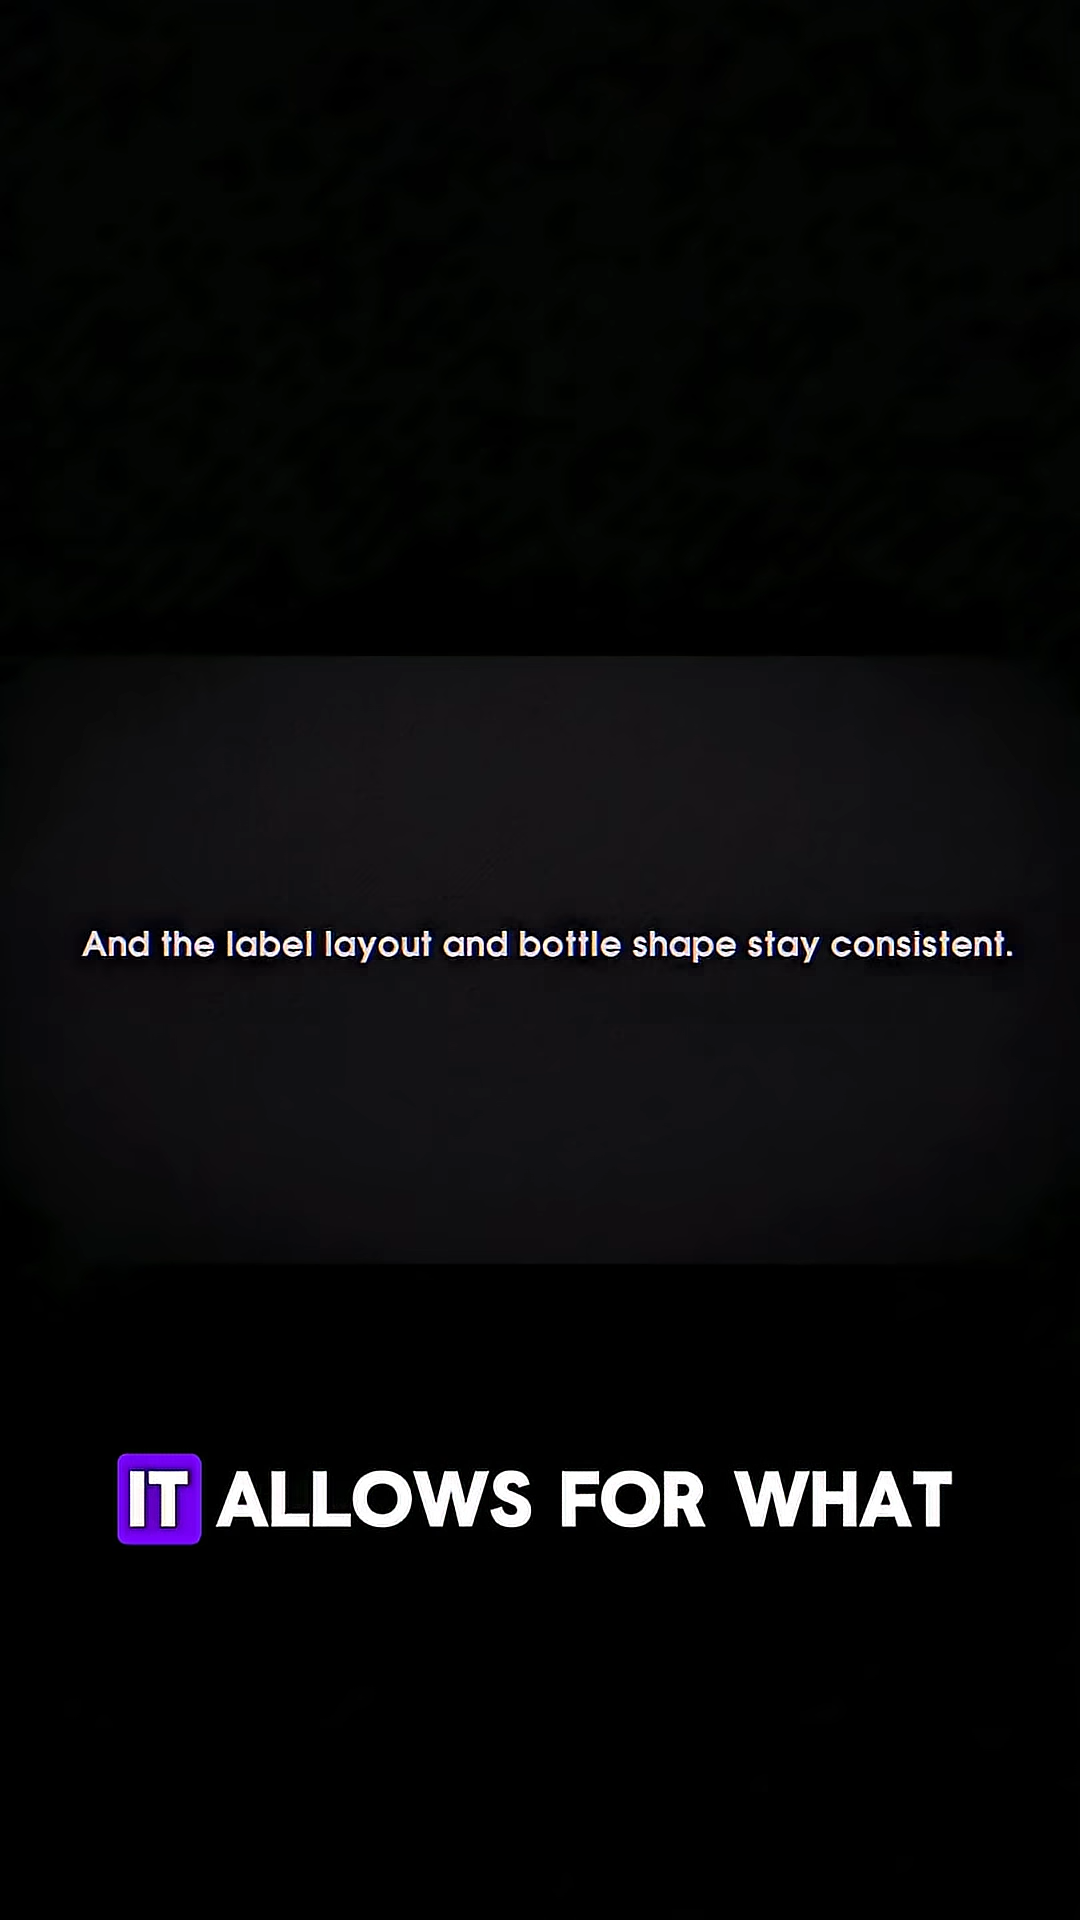 And the label layout and bottle shape stay consistent.
IT ALLOWS FOR WHAT